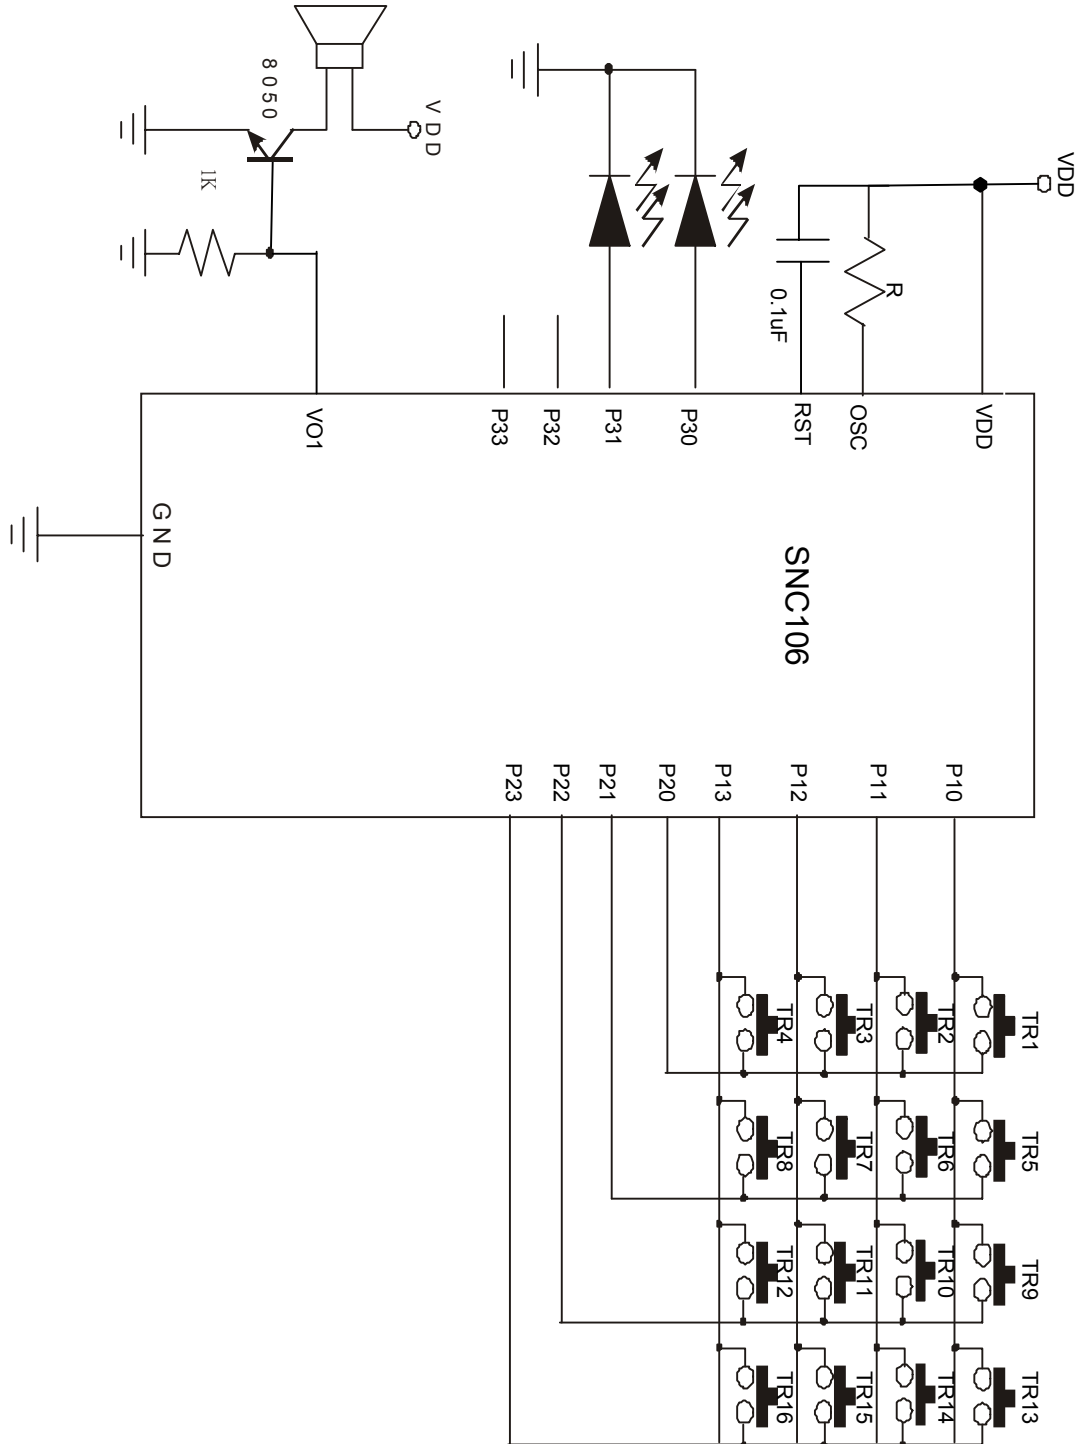 8050
VDD
1K
VDD
R
0.1uF
VO1
P33
P32
P31
P30
RST
OSC
VDD
GND
SNC106
P23
P22
P21
P20
P13
P12
P11
P10
TR4
TR3
TR2
TR1
TR8
TR7
TR6
TR5
TR12
TR11
TR10
TR9
TR16
TR15
TR14
TR13